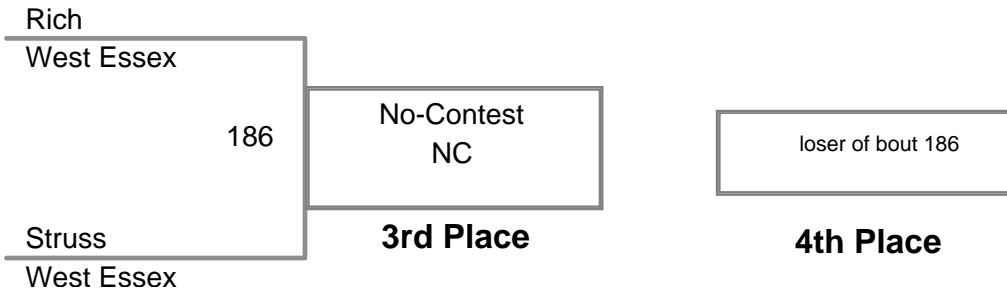 Rich
West Essex
186
No-Contest
NC
loser of bout 186
Struss
3rd Place
4th Place
West Essex